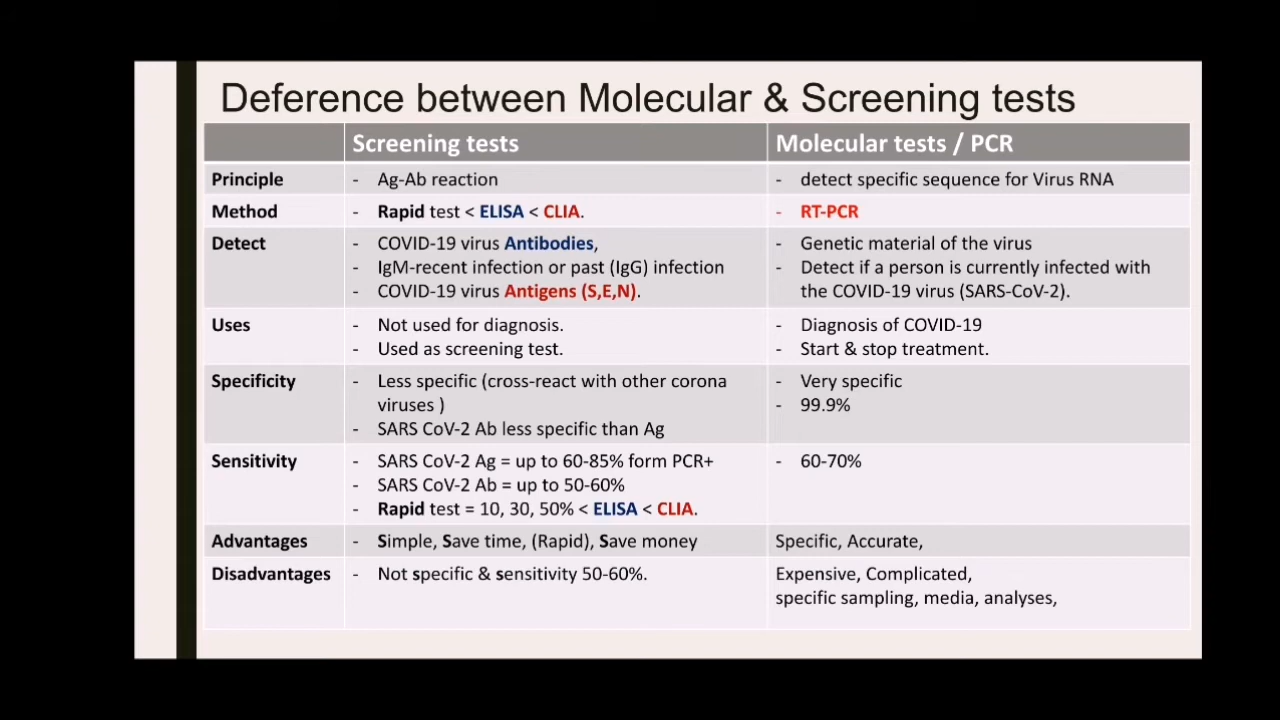 Deference between Molecular & Screening tests
Screening tests
Molecular tests / PCR
Principle
- Ag-Ab reaction
- detect specific sequence for Virus RNA
Method
- Rapid test < ELISA < CLIA.
- RT-PCR
Detect
- COVID-19 virus Antibodies,
- IgM-recent infection or past (IgG) infection
- COVID-19 virus Antigens (S,E,N).
- Genetic material of the virus
- Detect if a person is currently infected with
the COVID-19 virus (SARS-CoV-2).
Uses
- Not used for diagnosis.
- Used as screening test.
- Diagnosis of COVID-19
- Start & stop treatment.
Specificity
- Less specific (cross-react with other corona
viruses )
- SARS CoV-2 Ab less specific than Ag
- Very specific
- 99.9%
Sensitivity
- SARS CoV-2 Ag = up to 60-85% form PCR+
- SARS CoV-2 Ab = up to 50-60%
- Rapid test = 10, 30, 50% < ELISA < CLIA.
- 60-70%
Advantages
- Simple, Save time, (Rapid), Save money
Specific, Accurate,
Disadvantages
- Not specific & sensitivity 50-60%.
Expensive, Complicated,
specific sampling, media, analyses,